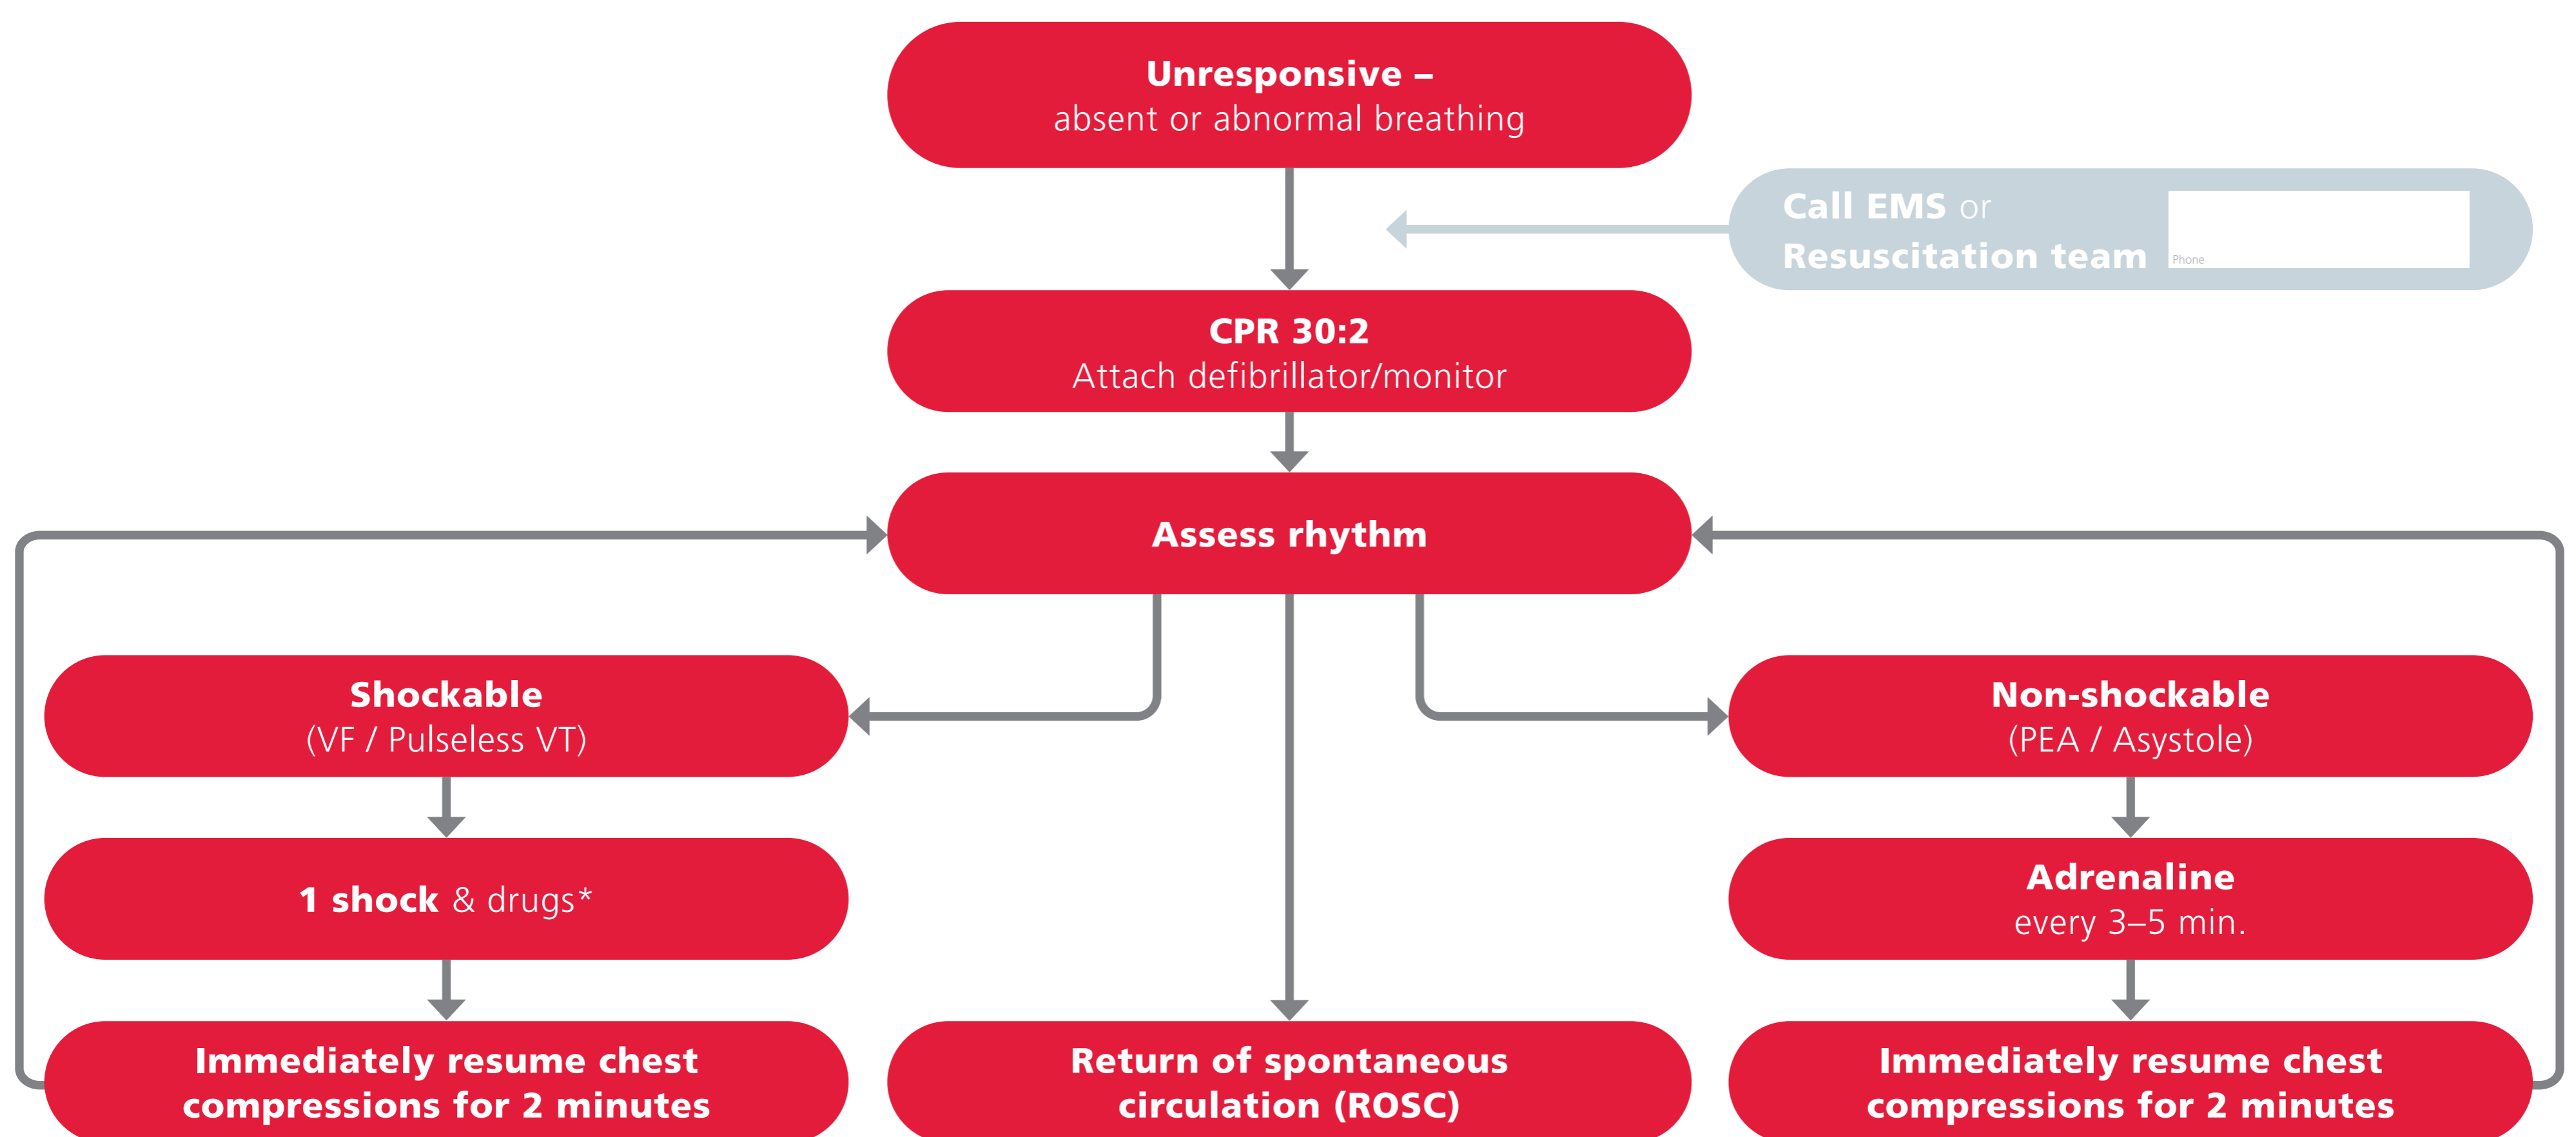 Unresponsive –
absent or abnormal breathing
Call EMS or
Resuscitation team
Phone
CPR 30:2
Attach defibrillator/monitor
Assess rhythm
Shockable
(VF / Pulseless VT)
Non-shockable
(PEA / Asystole)
1 shock & drugs*
Adrenaline
every 3–5 min.
Immediately resume chest
compressions for 2 minutes
Return of spontaneous
circulation (ROSC)
Immediately resume chest
compressions for 2 minutes